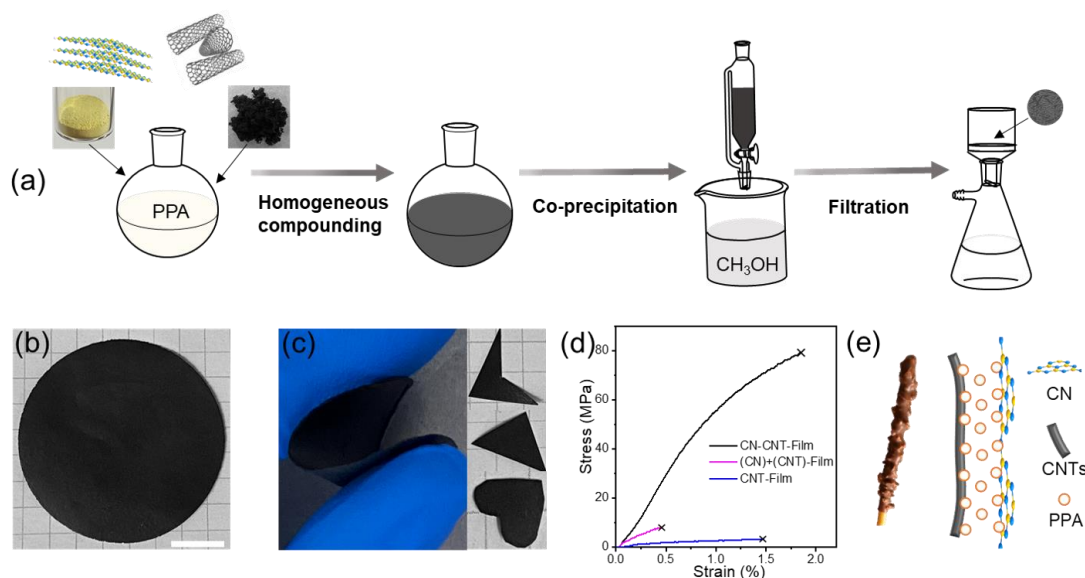 (a)
PPA
Homogeneous
compounding
Co-precipitation
CH₃OH
Filtration
(b)
(c)
(d)
80
60
40
20
0
Stress (MPa)
CN-CNT-Film
(CN)+(CNT)-Film
CNT-Film
0.0
0.5
1.0
1.5
2.0
Strain (%)
(e)
CN
CNTs
PPA